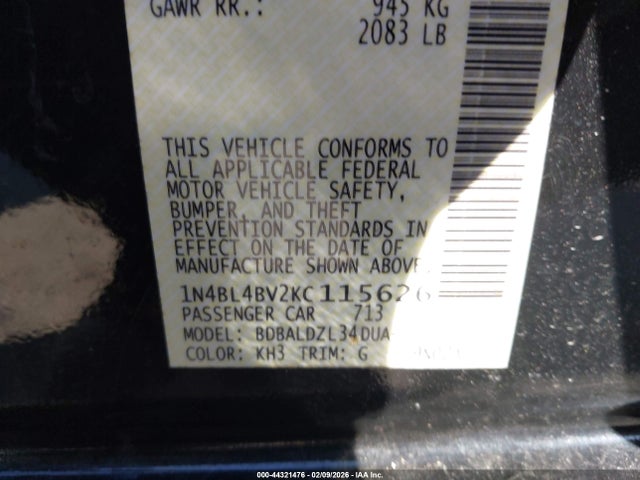 GAWR RR.: 945 KG
2083 LB
THIS VEHICLE CONFORMS TO
ALL APPLICABLE FEDERAL
MOTOR VEHICLE SAFETY,
BUMPER, AND THEFT
PREVENTION STANDARDS IN
EFFECT ON THE DATE OF
MANUFACTURE SHOWN ABOVE.
1N4BL4BV2KC115626
PASSENGER CAR 713
MODEL: BDBALDZL34DUA-
COLOR: KH3 TRIM: G
000-44321476 - 02/09/2026 - IAA Inc.